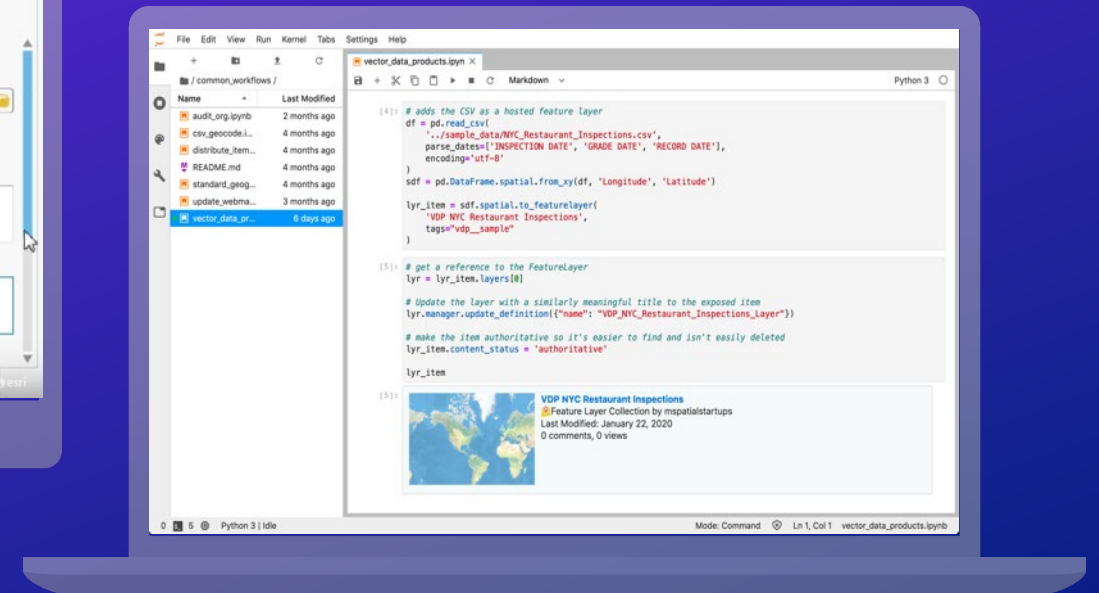 File Edit View Run Kernel Tabs Settings Help
/ common_workflows /
Name Last Modified
audit_org.ipynb 2 months ago
csv_geocode.i... 4 months ago
distribute_item... 4 months ago
README.md 4 months ago
standard_geog... 4 months ago
update_webma... 3 months ago
vector_data_pr... 6 days ago
vector_data_products.ipyn
Markdown Python 3
[4]: # adds the CSV as a hosted feature layer
df = pd.read_csv(
'../sample_data/NYC_Restaurant_Inspections.csv',
parse_dates=['INSPECTION DATE', 'GRADE DATE', 'RECORD DATE'],
encoding='utf-8'
)
sdf = pd.DataFrame.spatial.from_xy(df, 'Longitude', 'Latitude')
lyr_item = sdf.spatial.to_featurelayer(
'VDP NYC Restaurant Inspections',
tags="vdp__sample"
)
[5]: # get a reference to the FeatureLayer
lyr = lyr_item.layers[0]
# Update the layer with a similarly meaningful title to the exposed item
lyr.manager.update_definition({"name": "VDP_NYC_Restaurant_Inspections_Layer"})
# make the item authoritative so it's easier to find and isn't easily deleted
lyr_item.content_status = 'authoritative'
lyr_item
[5]: VDP NYC Restaurant Inspections
Feature Layer Collection by mspatialstartups
Last Modified: January 22, 2020
0 comments, 0 views
0 5 Python 3 | Idle
Mode: Command Ln 1, Col 1 vector_data_products.ipynb
esri